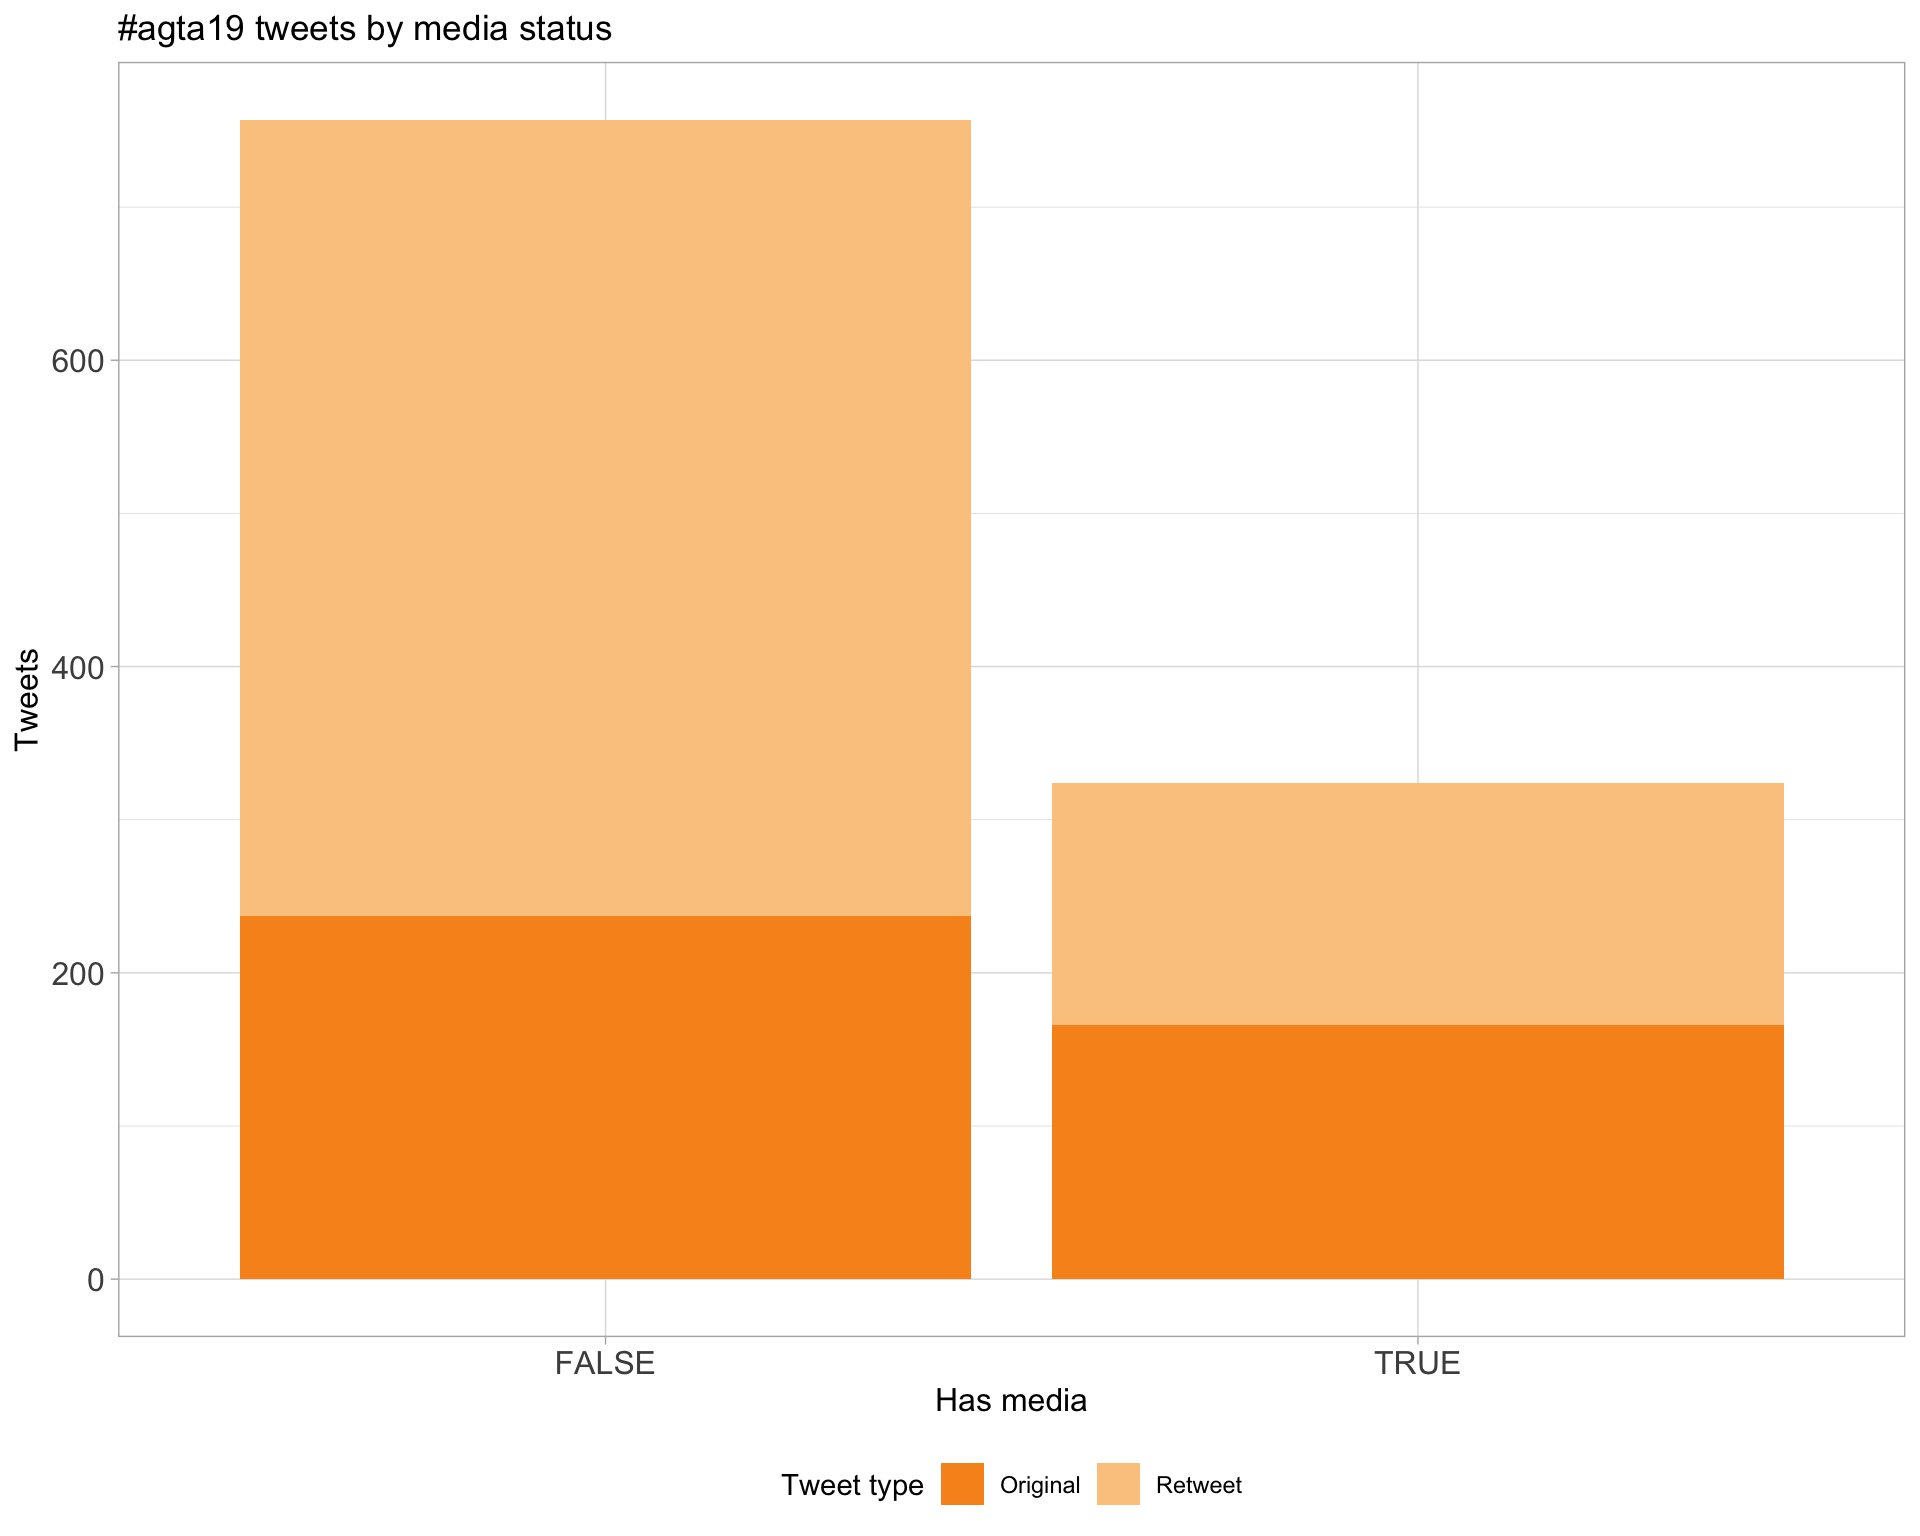 #agta19 tweets by media status
Tweets
600
400
200
0
FALSE TRUE
Has media
Tweet type Original Retweet